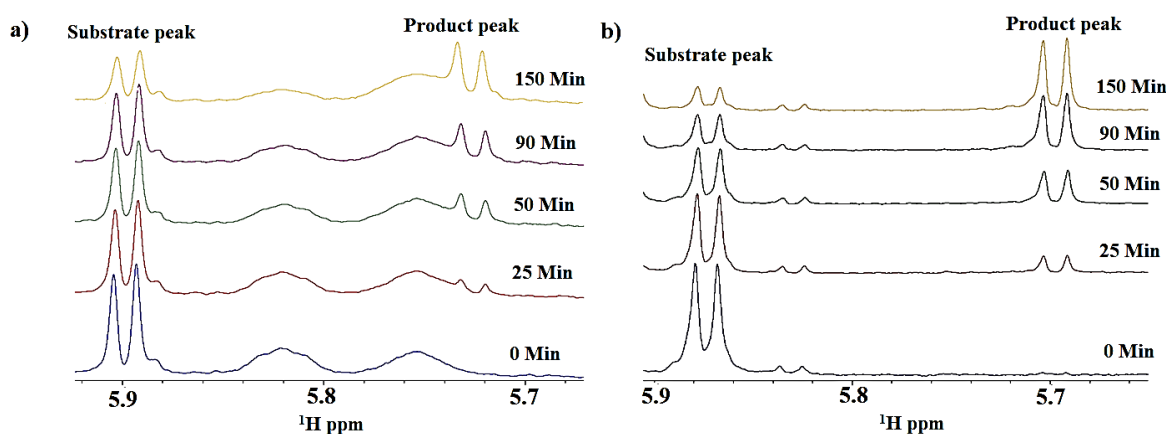 a)
Substrate peak
Product peak
150 Min
90 Min
50 Min
25 Min
0 Min
5.9
5.8
5.7
¹H ppm
b)
Substrate peak
Product peak
150 Min
90 Min
50 Min
25 Min
0 Min
5.9
5.8
5.7
¹H ppm